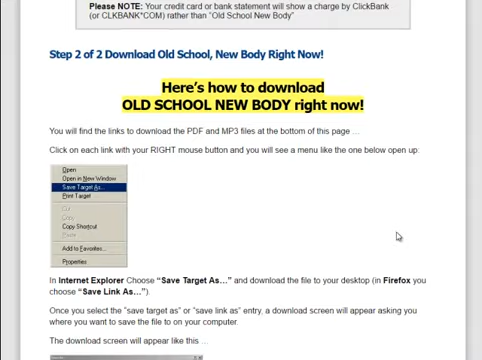 Please NOTE: Your credit card or bank statement will show a charge by ClickBank
(or CLKBANK*COM) rather than "Old School New Body"
Step 2 of 2 Download Old School, New Body Right Now!
Here's how to download
OLD SCHOOL NEW BODY right now!
You will find the links to download the PDF and MP3 files at the bottom of this page ...
Click on each link with your RIGHT mouse button and you will see a menu like the one below open up:
Open
Open in New Window
Save Target As...
Print Target
Cut
Copy
Copy Shortcut
Paste
Add to Favorites...
Properties
In Internet Explorer Choose "Save Target As..." and download the file to your desktop (in Firefox you
choose "Save Link As...").
Once you select the "save target as" or "save link as" entry, a download screen will appear asking you
where you want to save the file to on your computer.
The download screen will appear like this ...